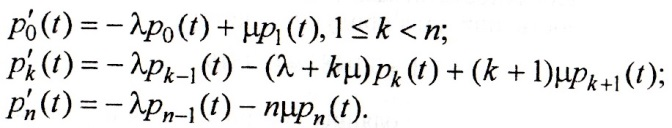 p′₀(t) = − λp₀(t) + μp₁(t), 1 ≤ k < n;
p′ₖ(t) = − λpₖ₋₁(t) − (λ + kμ)pₖ(t) + (k + 1)μpₖ₊₁(t);
p′ₙ(t) = − λpₙ₋₁(t) − nμpₙ(t).